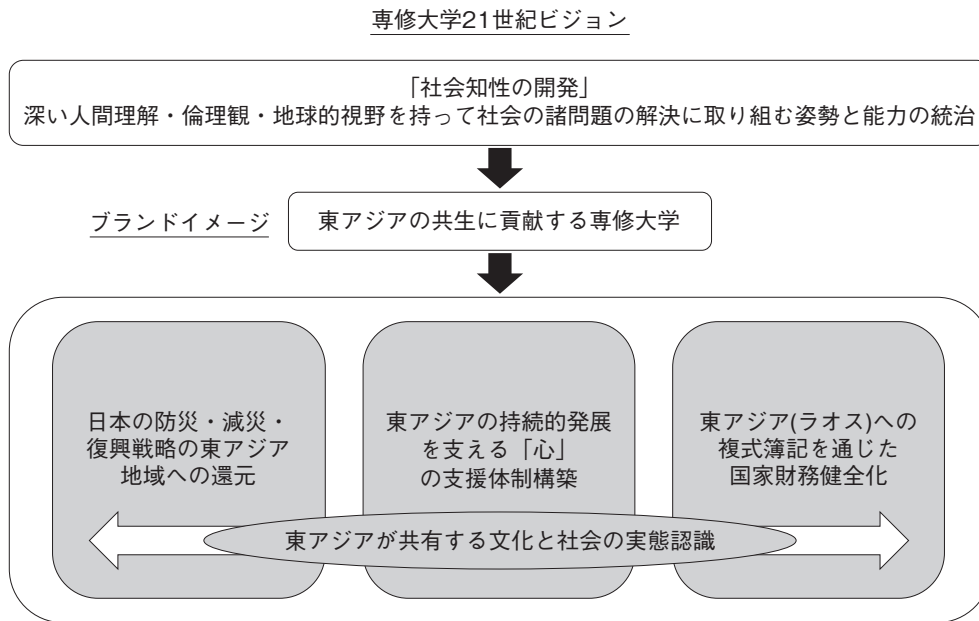 専修大学21世紀ビジョン
「社会知性の開発」
深い人間理解・倫理観・地球的視野を持って社会の諸問題の解決に取り組む姿勢と能力の統治
ブランドイメージ
東アジアの共生に貢献する専修大学
日本の防災・減災・
復興戦略の東アジア
地域への還元
東アジアの持続的発展
を支える「心」
の支援体制構築
東アジア(ラオス)への
複式簿記を通じた
国家財務健全化
東アジアが共有する文化と社会の実態認識